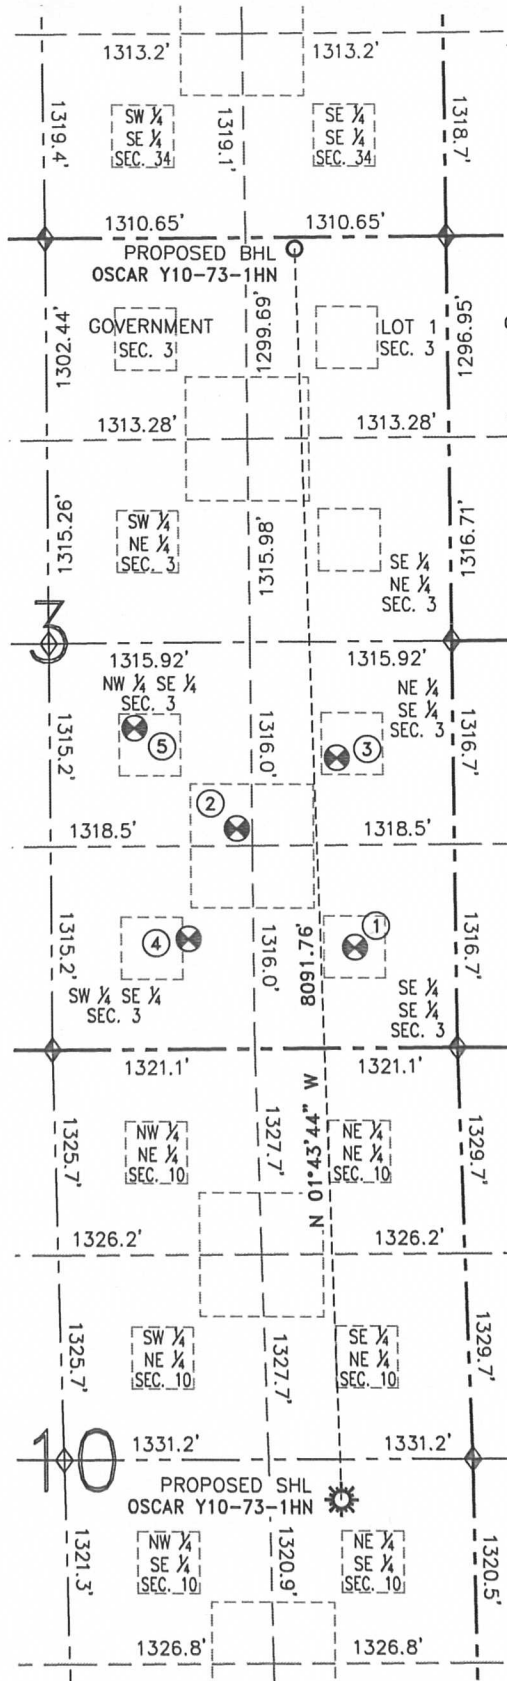 1313.2' 1313.2'
1319.4'
SW ¼
SE ¼
SEC. 34
1319.1'
SE ¼
SE ¼
SEC. 34
1318.7'
1310.65' 1310.65'
PROPOSED BHL
OSCAR Y10-73-1HN
1302.44'
GOVERNMENT
SEC. 3
1299.69'
LOT 1
SEC. 3
1296.95'
1313.28' 1313.28'
1315.26'
SW ¼
NE ¼
SEC. 3
1315.98'
SE ¼
NE ¼
SEC. 3
1316.71'
3
1315.92' 1315.92'
NW ¼ SE ¼
SEC. 3
NE ¼
SE ¼
SEC. 3
1315.2'
5
1316.0'
3
1316.7'
2
1318.5' 1318.5'
1315.2'
4
1316.0'
8091.76'
1
1316.7'
SW ¼ SE ¼
SEC. 3
SE ¼
SE ¼
SEC. 3
1321.1' 1321.1'
N 01°43'44" W
1325.7'
NW ¼
NE ¼
SEC. 10
1327.7'
NE ¼
NE ¼
SEC. 10
1329.7'
1326.2' 1326.2'
1325.7'
SW ¼
NE ¼
SEC. 10
1327.7'
SE ¼
NE ¼
SEC. 10
1329.7'
10
1331.2' 1331.2'
PROPOSED SHL
OSCAR Y10-73-1HN
1321.3'
NW ¼
SE ¼
SEC. 10
1320.9'
NE ¼
SE ¼
SEC. 10
1320.5'
1326.8' 1326.8'